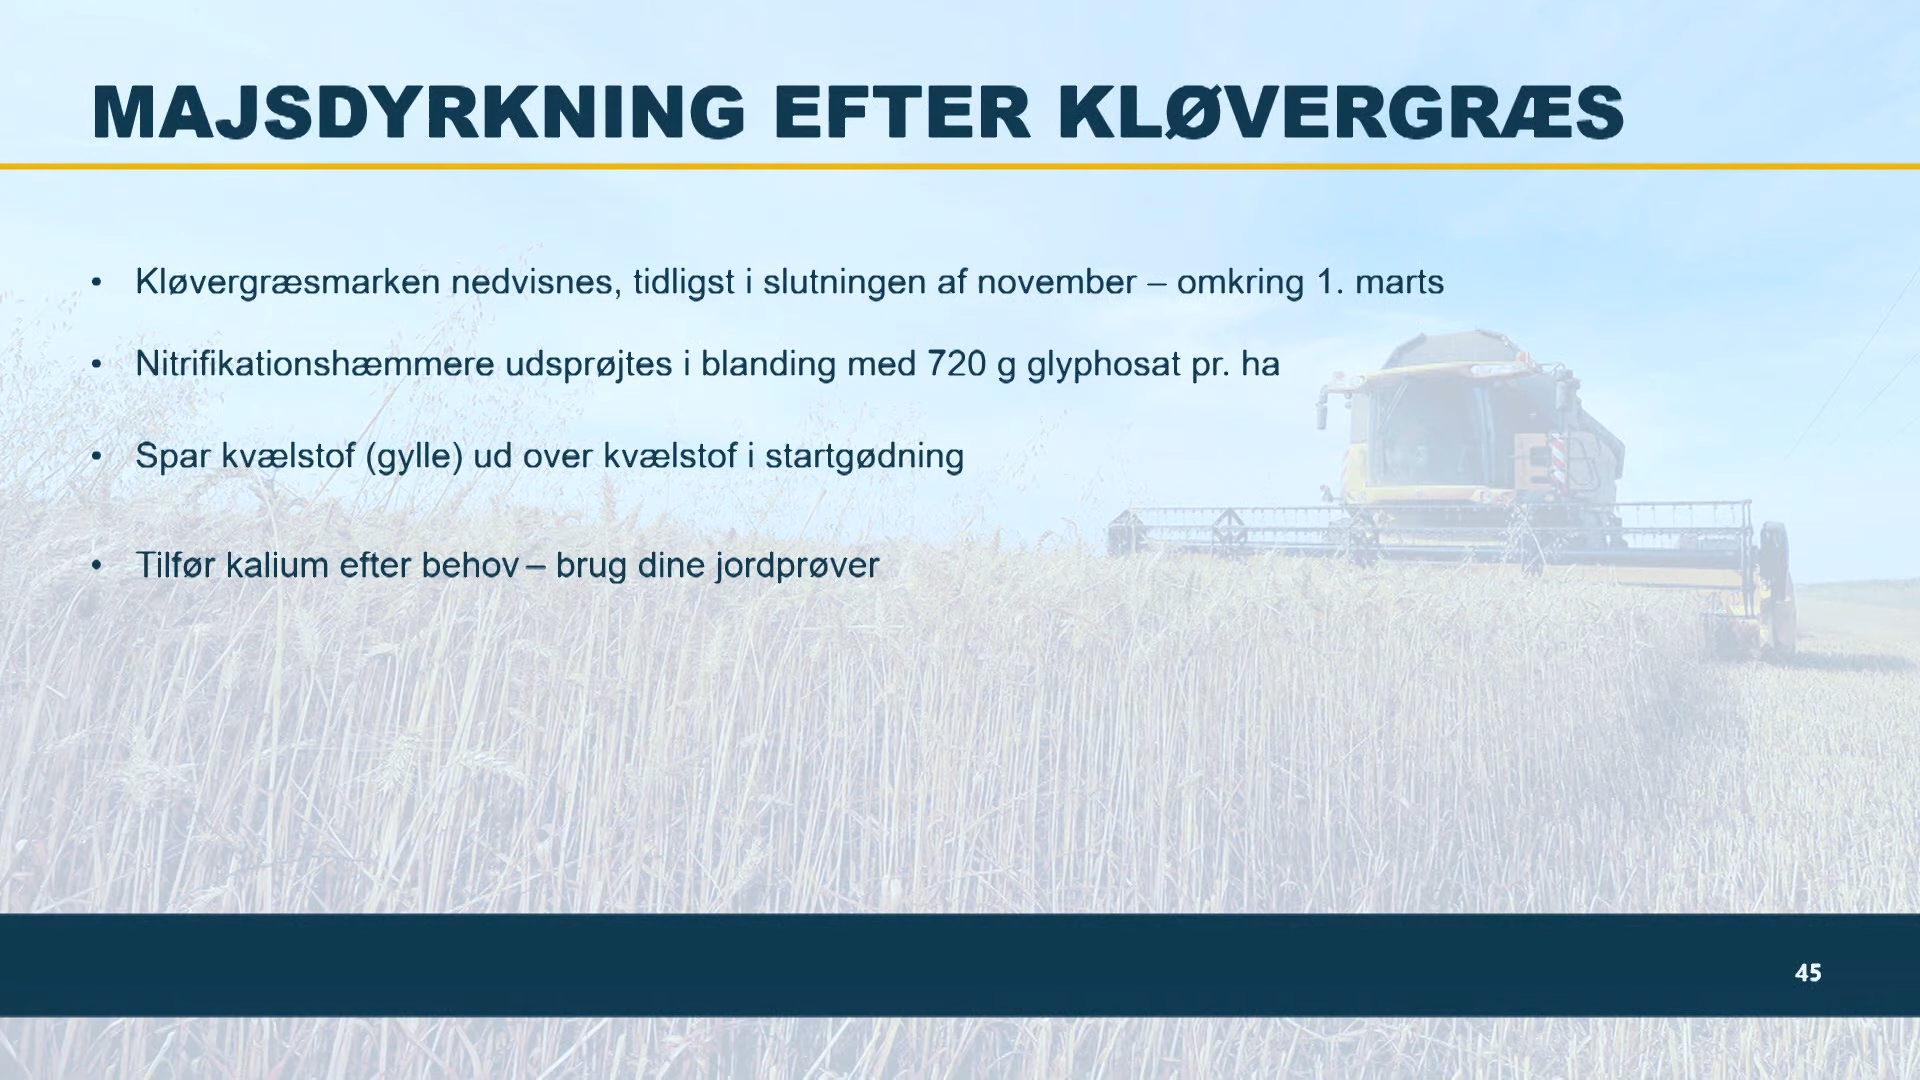 MAJSDYRKNING EFTER KLØVERGRÆS
• Kløvergræsmarken nedvisnes, tidligst i slutningen af november – omkring 1. marts
• Nitrifikationshæmmere udsprøjtes i blanding med 720 g glyphosat pr. ha
• Spar kvælstof (gylle) ud over kvælstof i startgødning
• Tilfør kalium efter behov – brug dine jordprøver
45